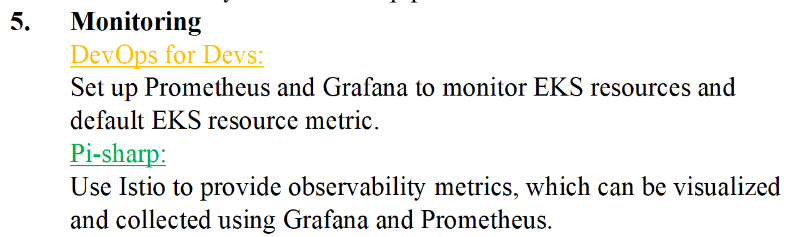 5. Monitoring
DevOps for Devs:
Set up Prometheus and Grafana to monitor EKS resources and
default EKS resource metric.
Pi-sharp:
Use Istio to provide observability metrics, which can be visualized
and collected using Grafana and Prometheus.